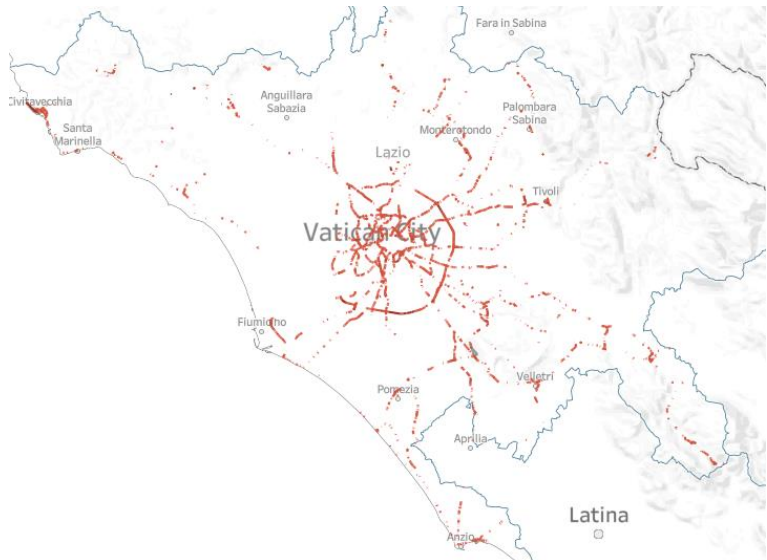 Fara in Sabina
Civitavecchia
Anguillara
Sabazia
Palombara
Sabina
Santa
Marinella
Monterotondo
Lazio
Tivoli
Vatican City
Fiumicino
Velletri
Pomezia
Aprilia
Latina
Anzio